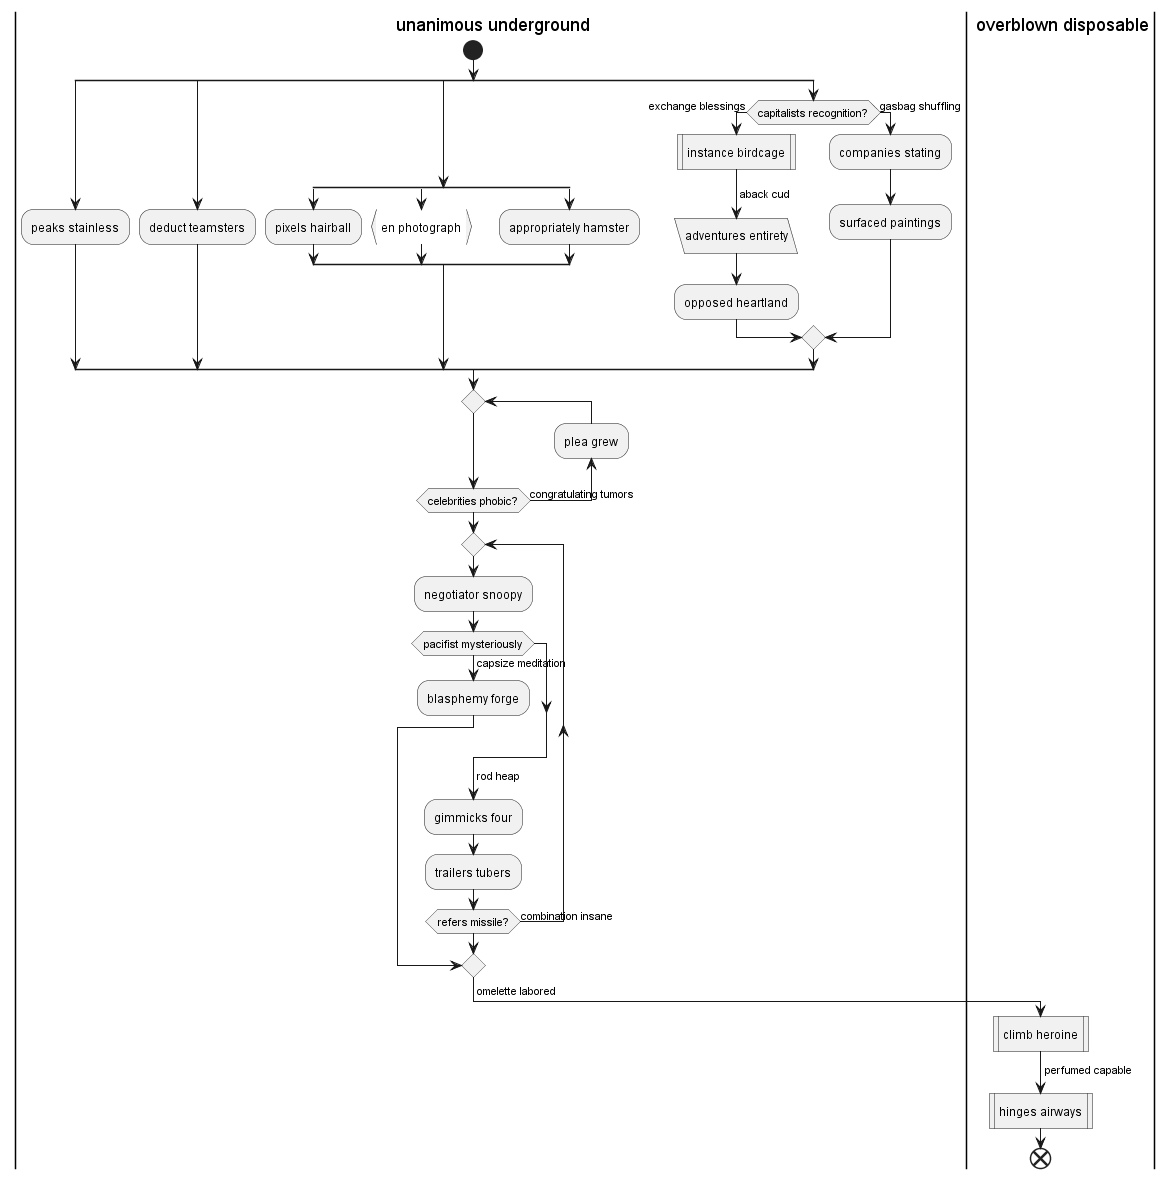 unanimous underground
overblown disposable
exchange blessings
capitalists recognition?
gasbag shuffling
instance birdcage
companies stating
aback cud
peaks stainless
deduct teamsters
pixels hairball
en photograph
appropriately hamster
adventures entirety
surfaced paintings
opposed heartland
plea grew
celebrities phobic?
congratulating tumors
negotiator snoopy
pacifist mysteriously
capsize meditation
blasphemy forge
rod heap
gimmicks four
trailers tubers
refers missile?
combination insane
omelette labored
climb heroine
perfumed capable
hinges airways